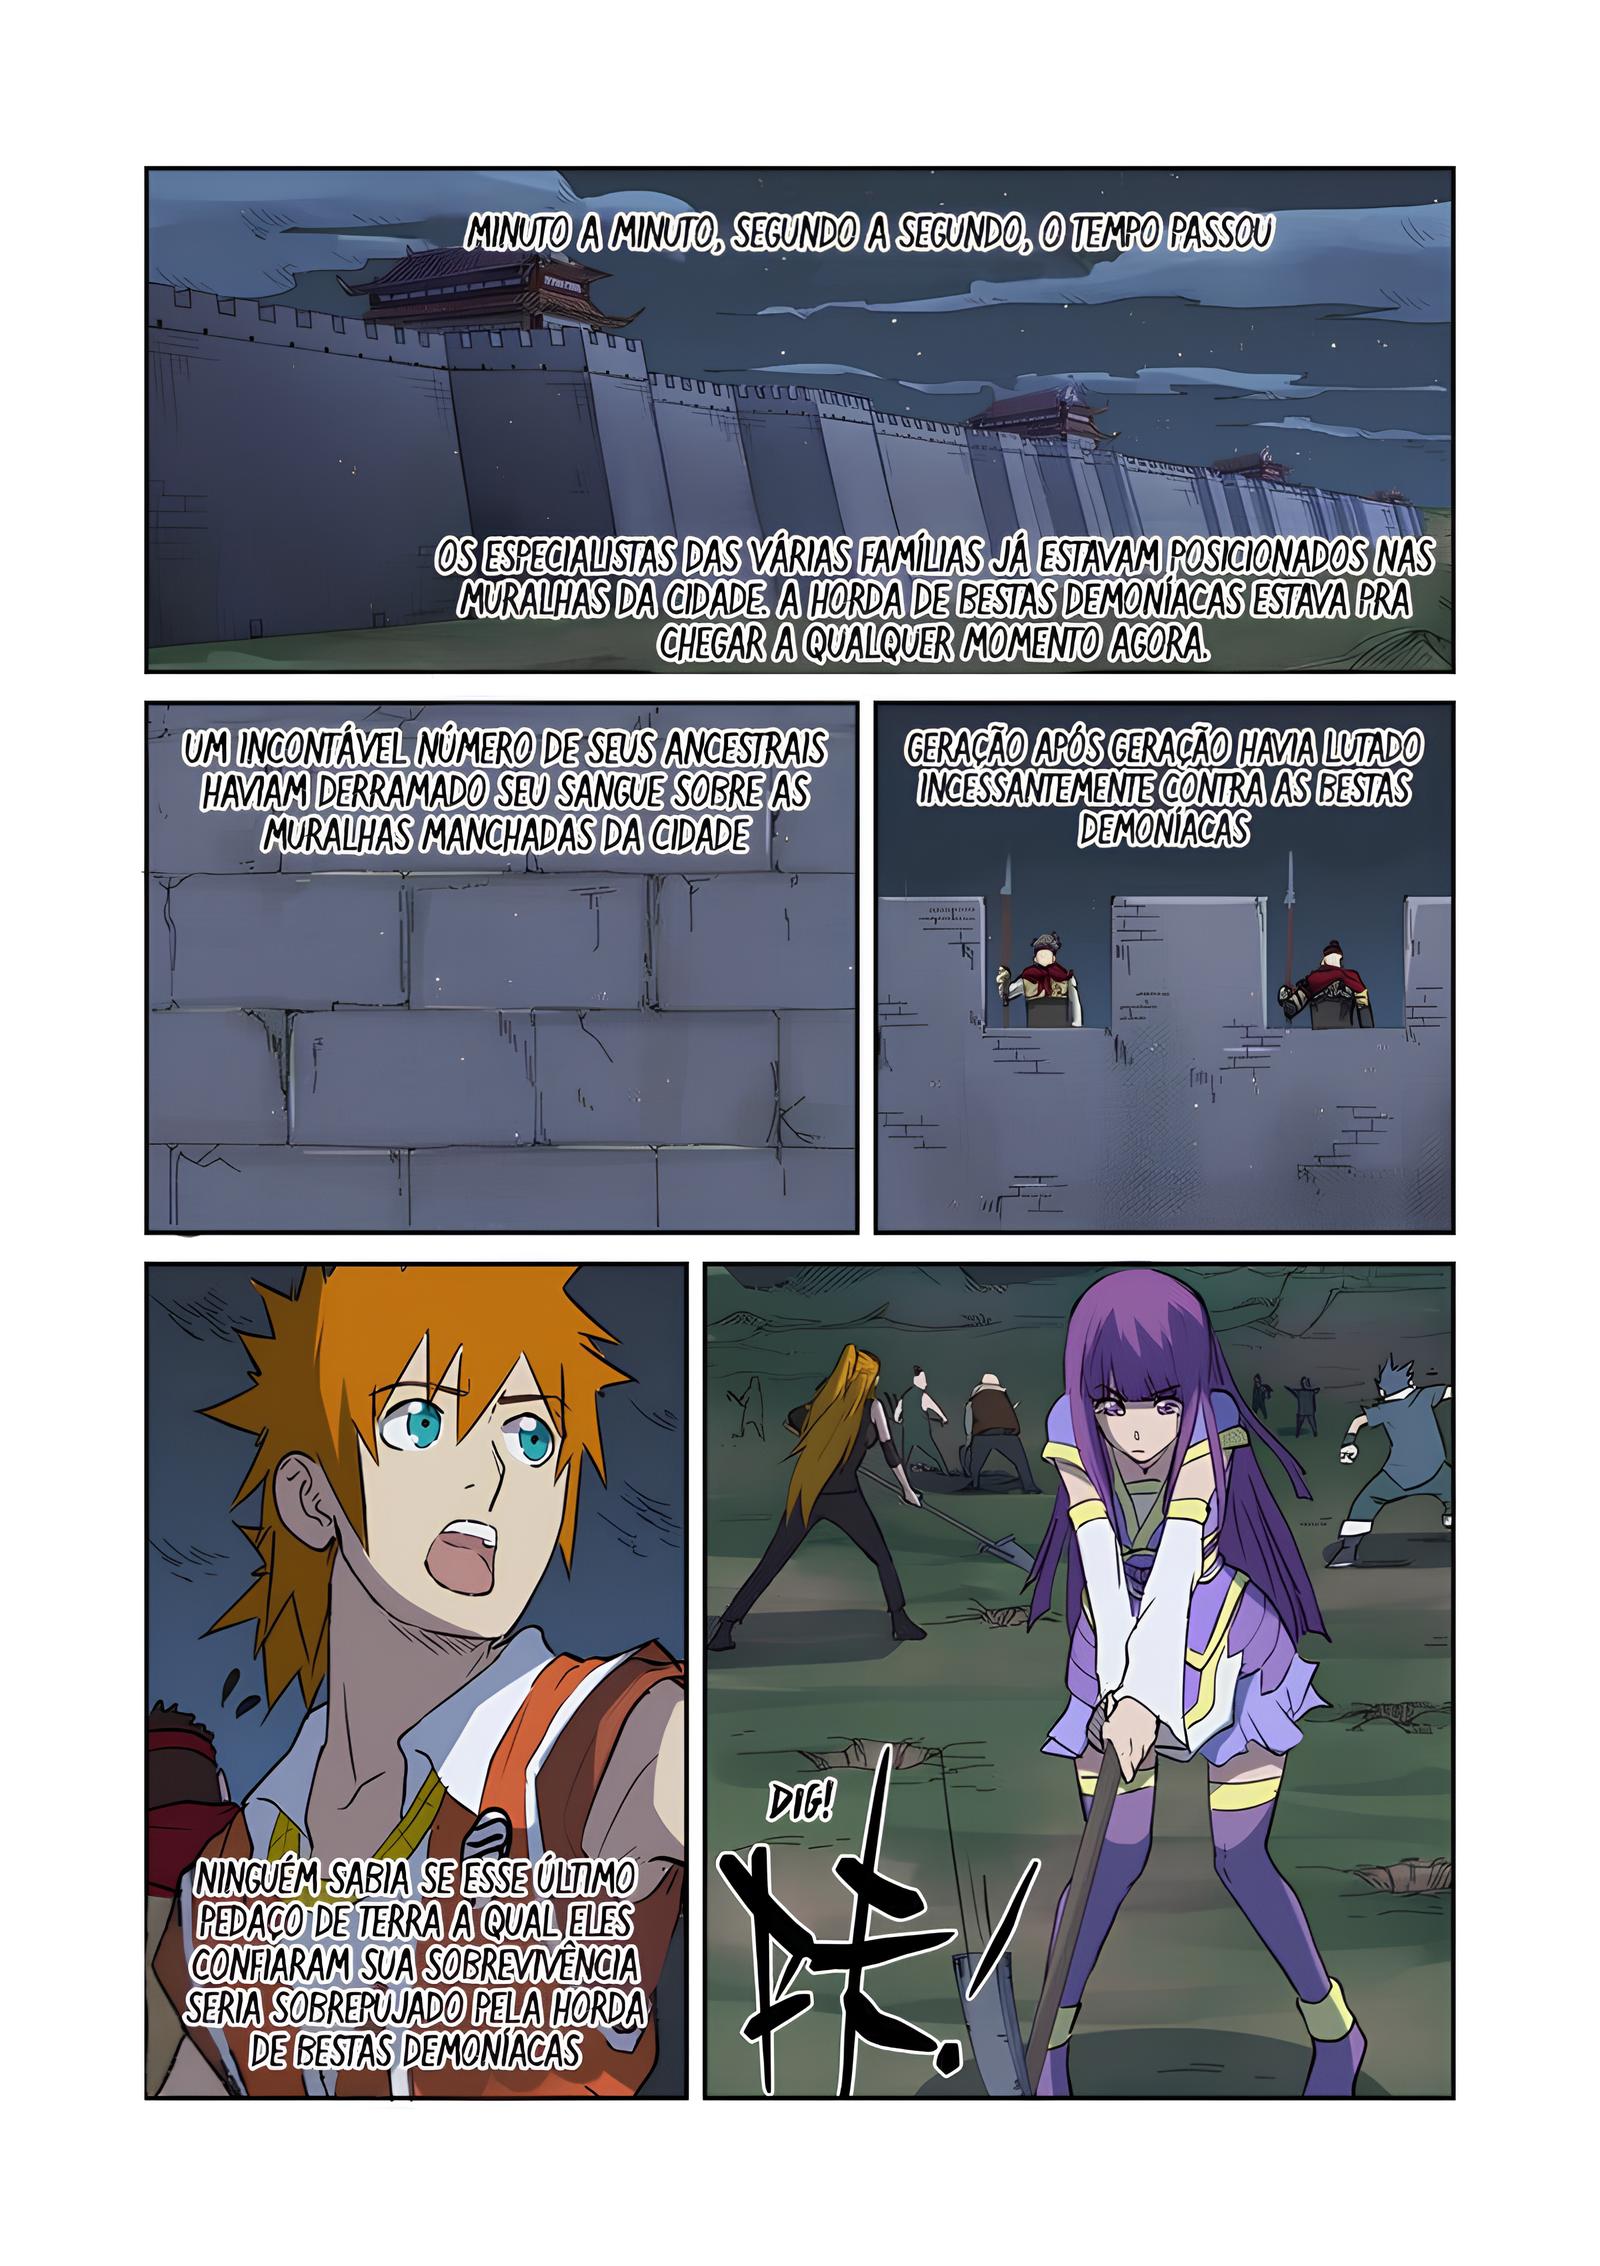 MINUTO A MINUTO, SEGUNDO A SEGUNDO, O TEMPO PASSOU
OS ESPECIALISTAS DAS VÁRIAS FAMÍLIAS JÁ ESTAVAM POSICIONADOS NAS
MURALHAS DA CIDADE. A HORDA DE BESTAS DEMONÍACAS ESTAVA PRA
CHEGAR A QUALQUER MOMENTO AGORA.
UM INCONTÁVEL NÚMERO DE SEUS ANCESTRAIS
HAVIAM DERRAMADO SEU SANGUE SOBRE AS
MURALHAS MANCHADAS DA CIDADE
GERAÇÃO APÓS GERAÇÃO HAVIA LUTADO
INCESSANTEMENTE CONTRA AS BESTAS
DEMONÍACAS
NINGUÉM SABIA SE ESSE ÚLTIMO
PEDAÇO DE TERRA A QUAL ELES
CONFIARAM SUA SOBREVIVÊNCIA
SERIA SOBREPUJADO PELA HORDA
DE BESTAS DEMONÍACAS
DIG!